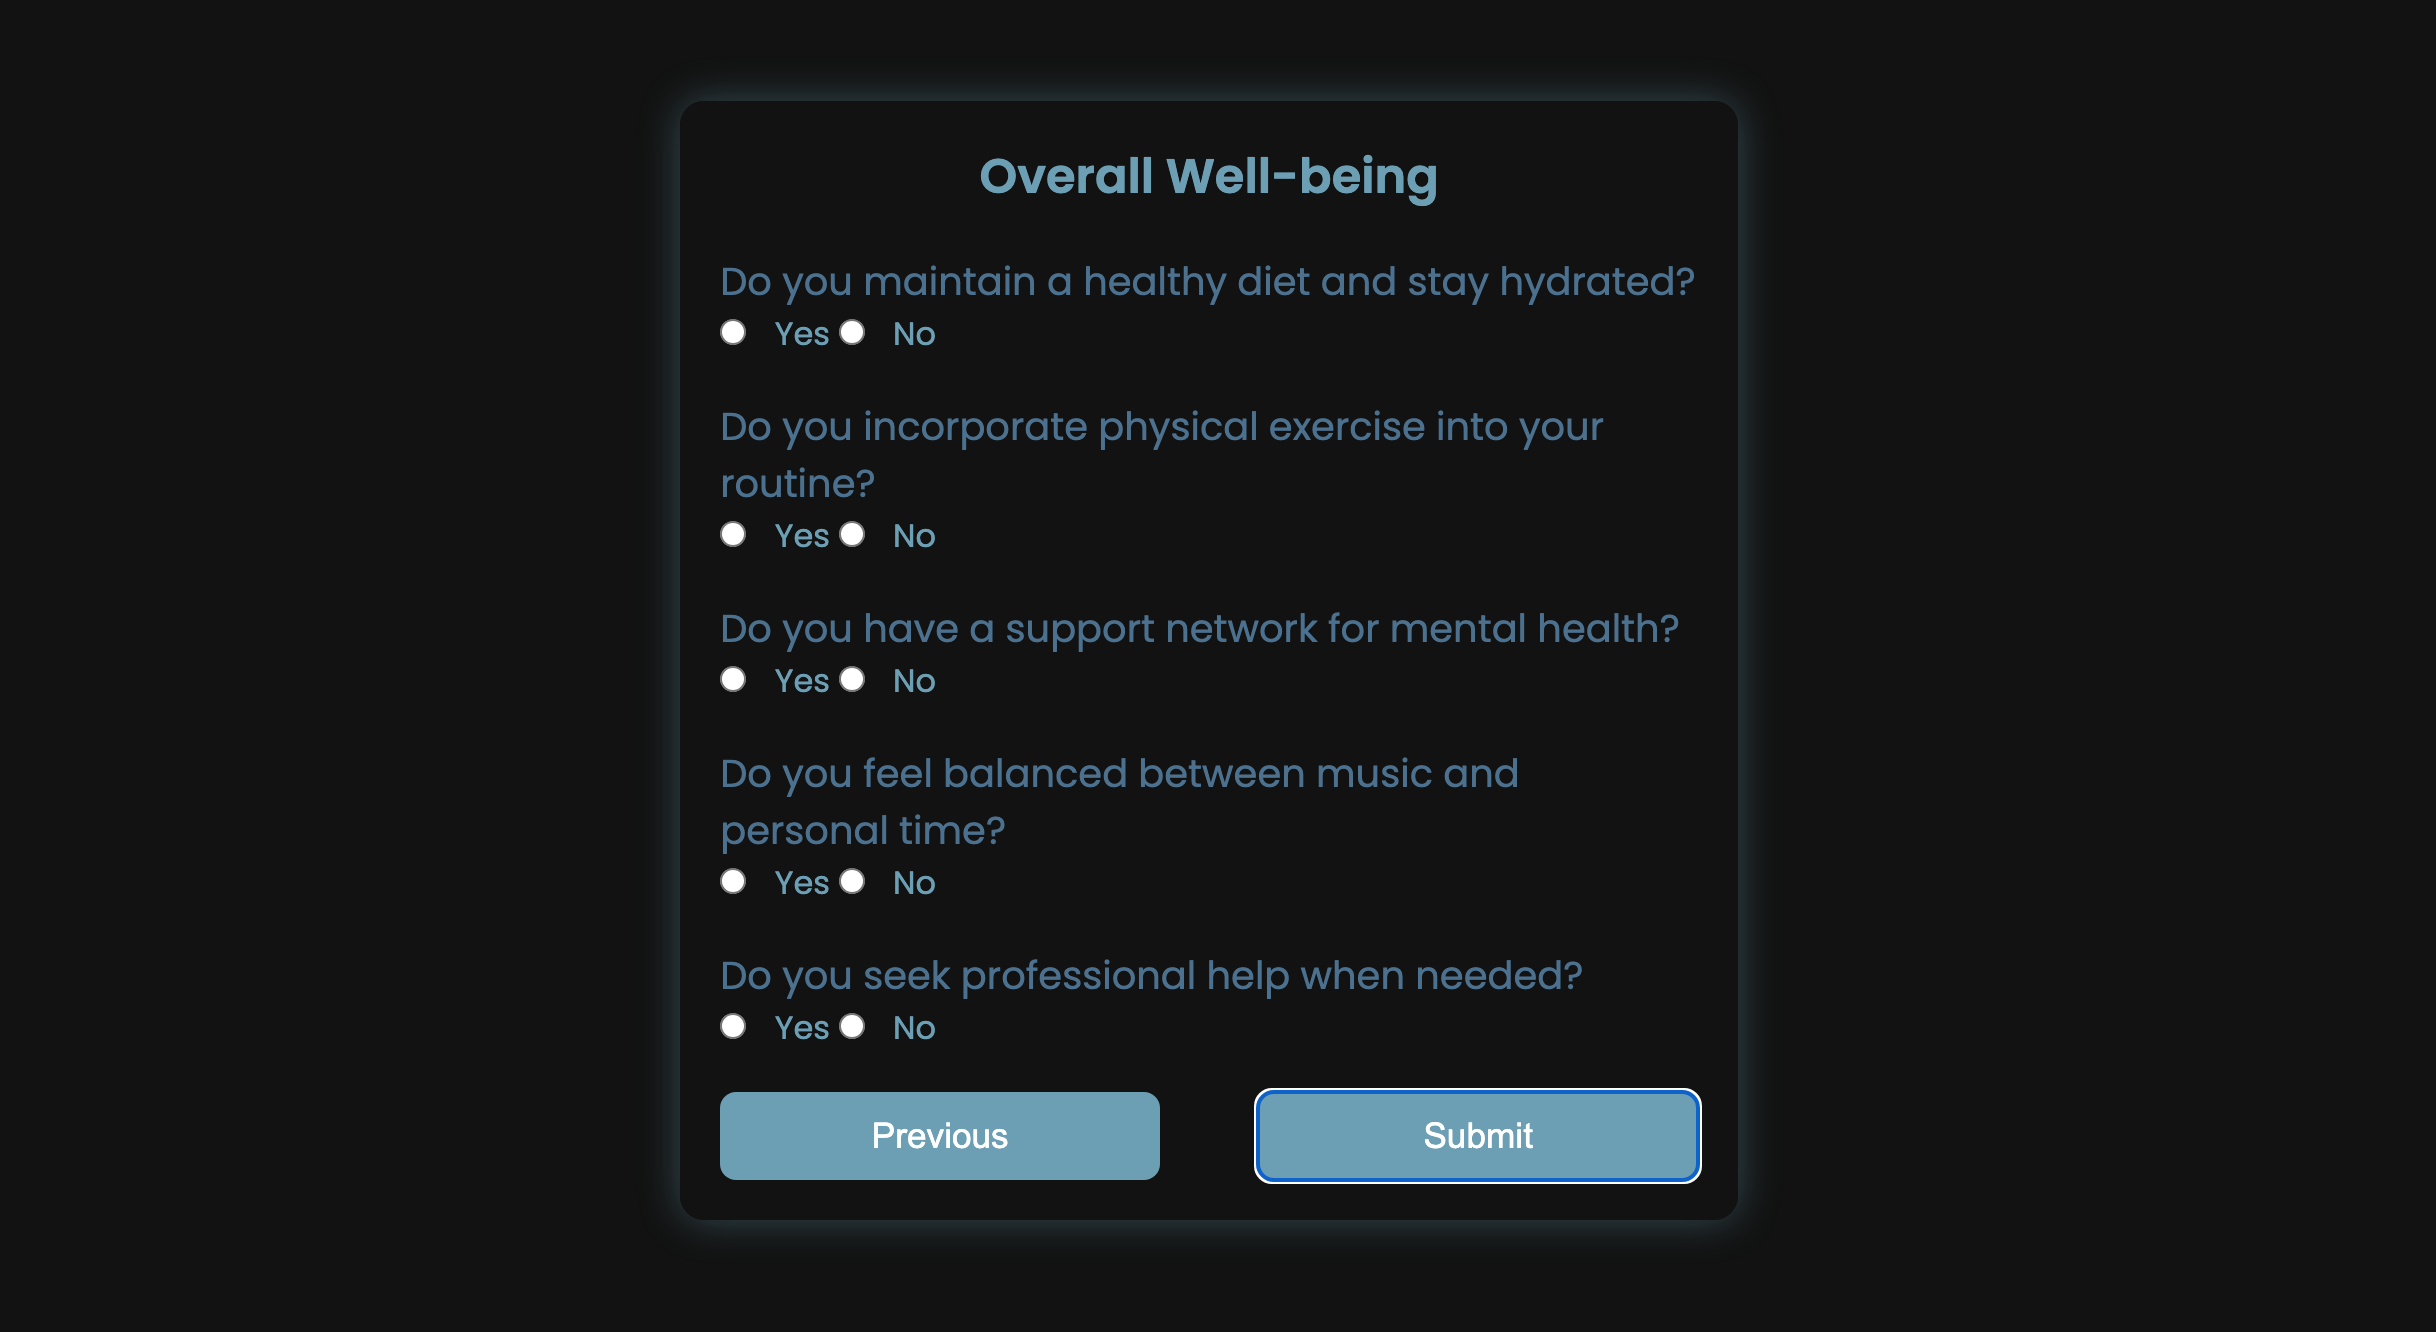 Overall Well-being
Do you maintain a healthy diet and stay hydrated?
Yes No
Do you incorporate physical exercise into your
routine?
Yes No
Do you have a support network for mental health?
Yes No
Do you feel balanced between music and
personal time?
Yes No
Do you seek professional help when needed?
Yes No
Previous Submit